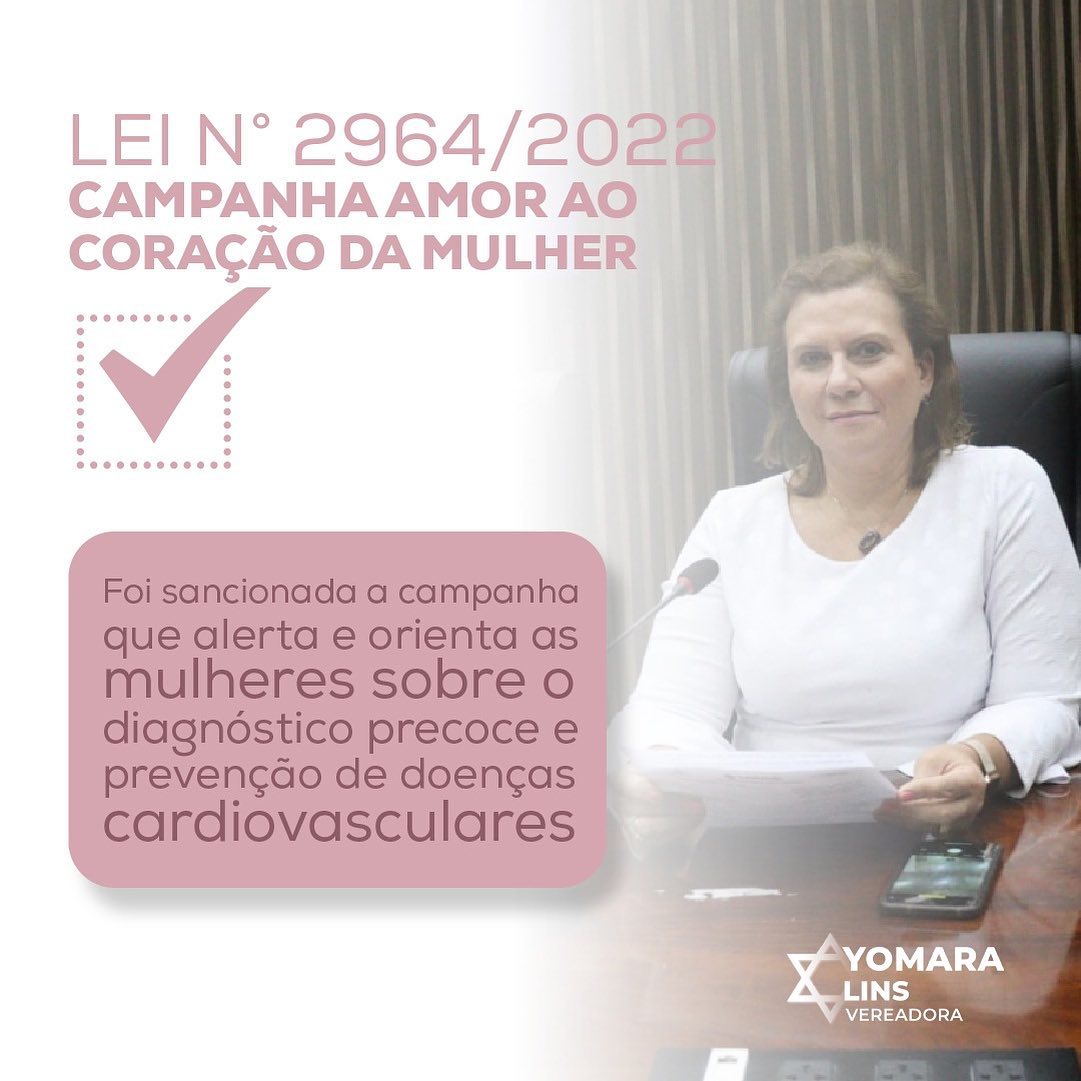 LEI N° 2964/2022
CAMPANHA AMOR AO
CORAÇÃO DA MULHER
Foi sancionada a campanha
que alerta e orienta as
mulheres sobre o
diagnóstico precoce e
prevenção de doenças
cardiovasculares
YOMARA
LINS
VEREADORA